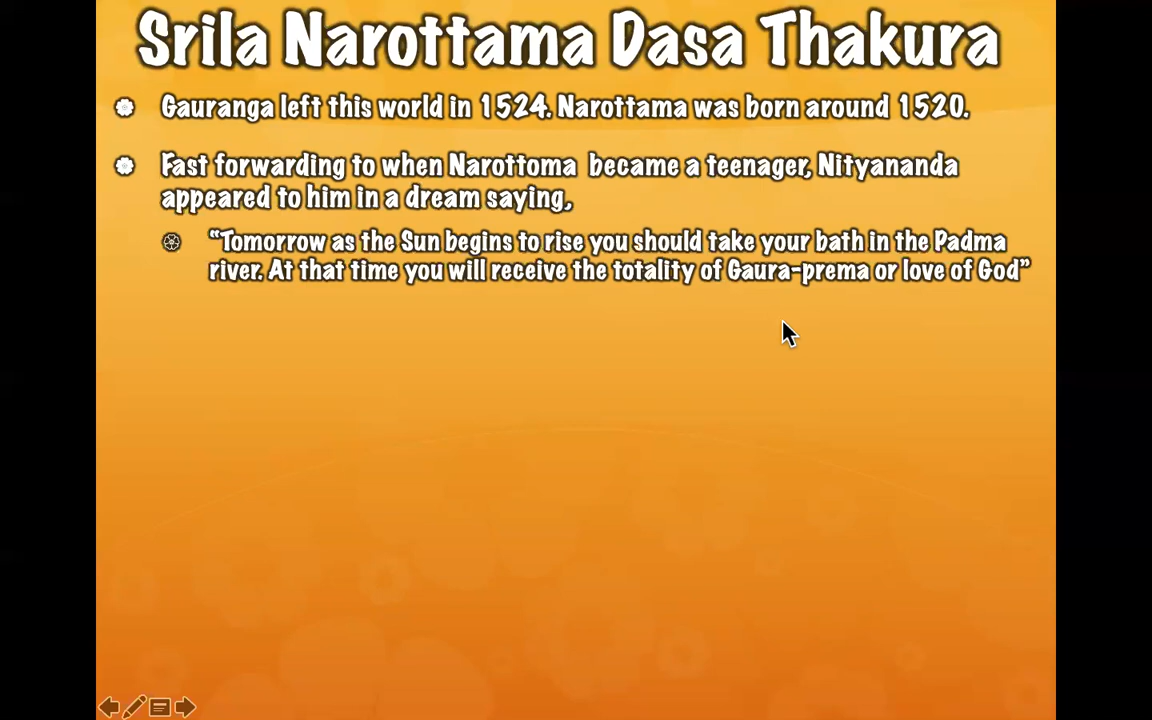 Srila Narottama Dasa Thakura
Gauranga left this world in 1524. Narottama was born around 1520.
Fast forwarding to when Narottoma became a teenager, Nityananda
appeared to him in a dream saying,
“Tomorrow as the Sun begins to rise you should take your bath in the Padma
river. At that time you will receive the totality of Gaura-prema or love of God”